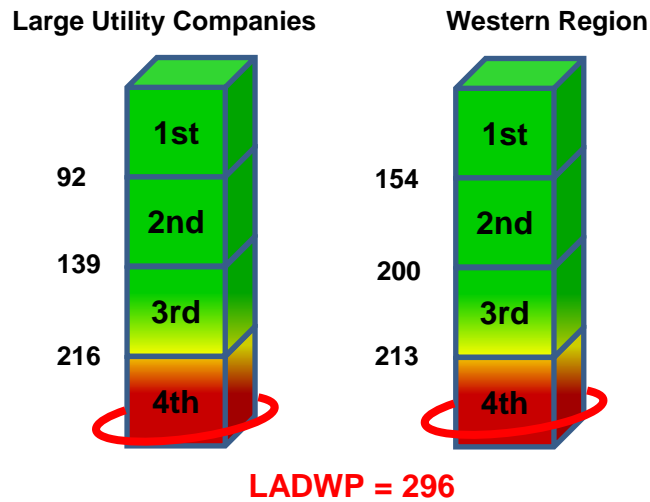 Large Utility Companies
Western Region
1st
92
2nd
139
3rd
216
4th
1st
154
2nd
200
3rd
213
4th
LADWP = 296